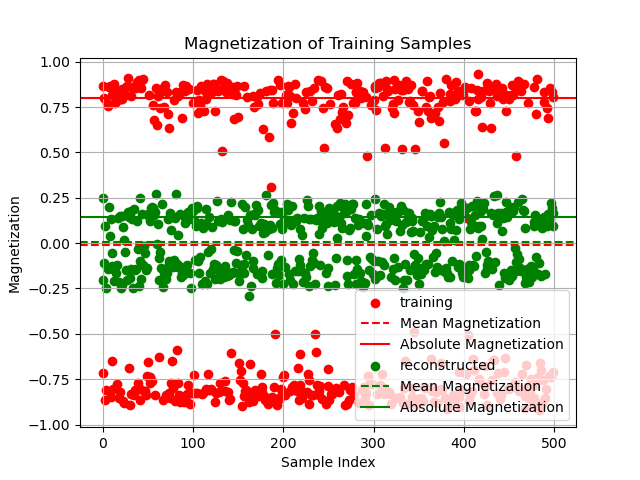 Magnetization of Training Samples
1.00
0.75
0.50
0.25
0.00
−0.25
−0.50
−0.75
−1.00
Magnetization
training
Mean Magnetization
Absolute Magnetization
reconstructed
Mean Magnetization
Absolute Magnetization
0 100 200 300 400 500
Sample Index